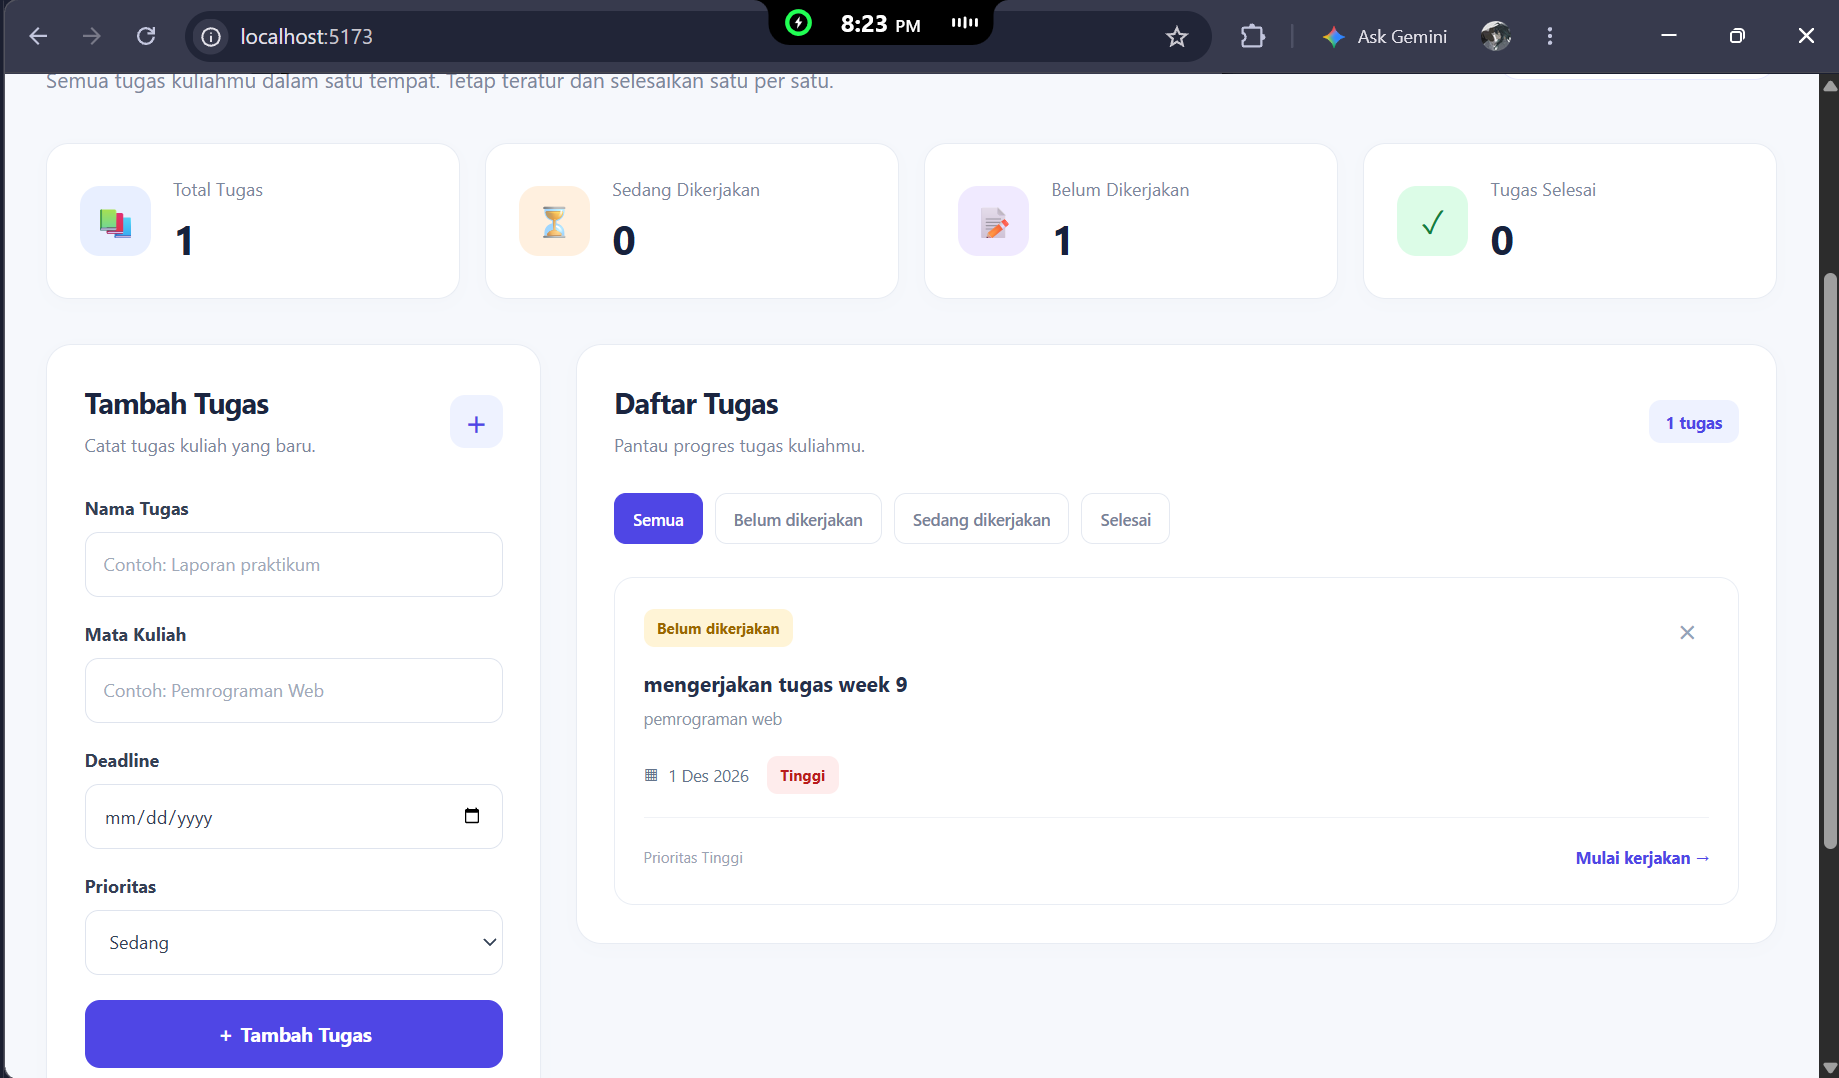 localhost:5173
8:23 PM
Ask Gemini
Semua tugas kuliahmu dalam satu tempat. Tetap teratur dan selesaikan satu per satu.
Total Tugas
1
Sedang Dikerjakan
0
Belum Dikerjakan
1
Tugas Selesai
0
Tambah Tugas
Catat tugas kuliah yang baru.
+
Nama Tugas
Contoh: Laporan praktikum
Mata Kuliah
Contoh: Pemrograman Web
Deadline
mm/dd/yyyy
Prioritas
Sedang
+ Tambah Tugas
Daftar Tugas
Pantau progres tugas kuliahmu.
1 tugas
Semua
Belum dikerjakan
Sedang dikerjakan
Selesai
Belum dikerjakan
mengerjakan tugas week 9
pemrograman web
1 Des 2026
Tinggi
Prioritas Tinggi
Mulai kerjakan →